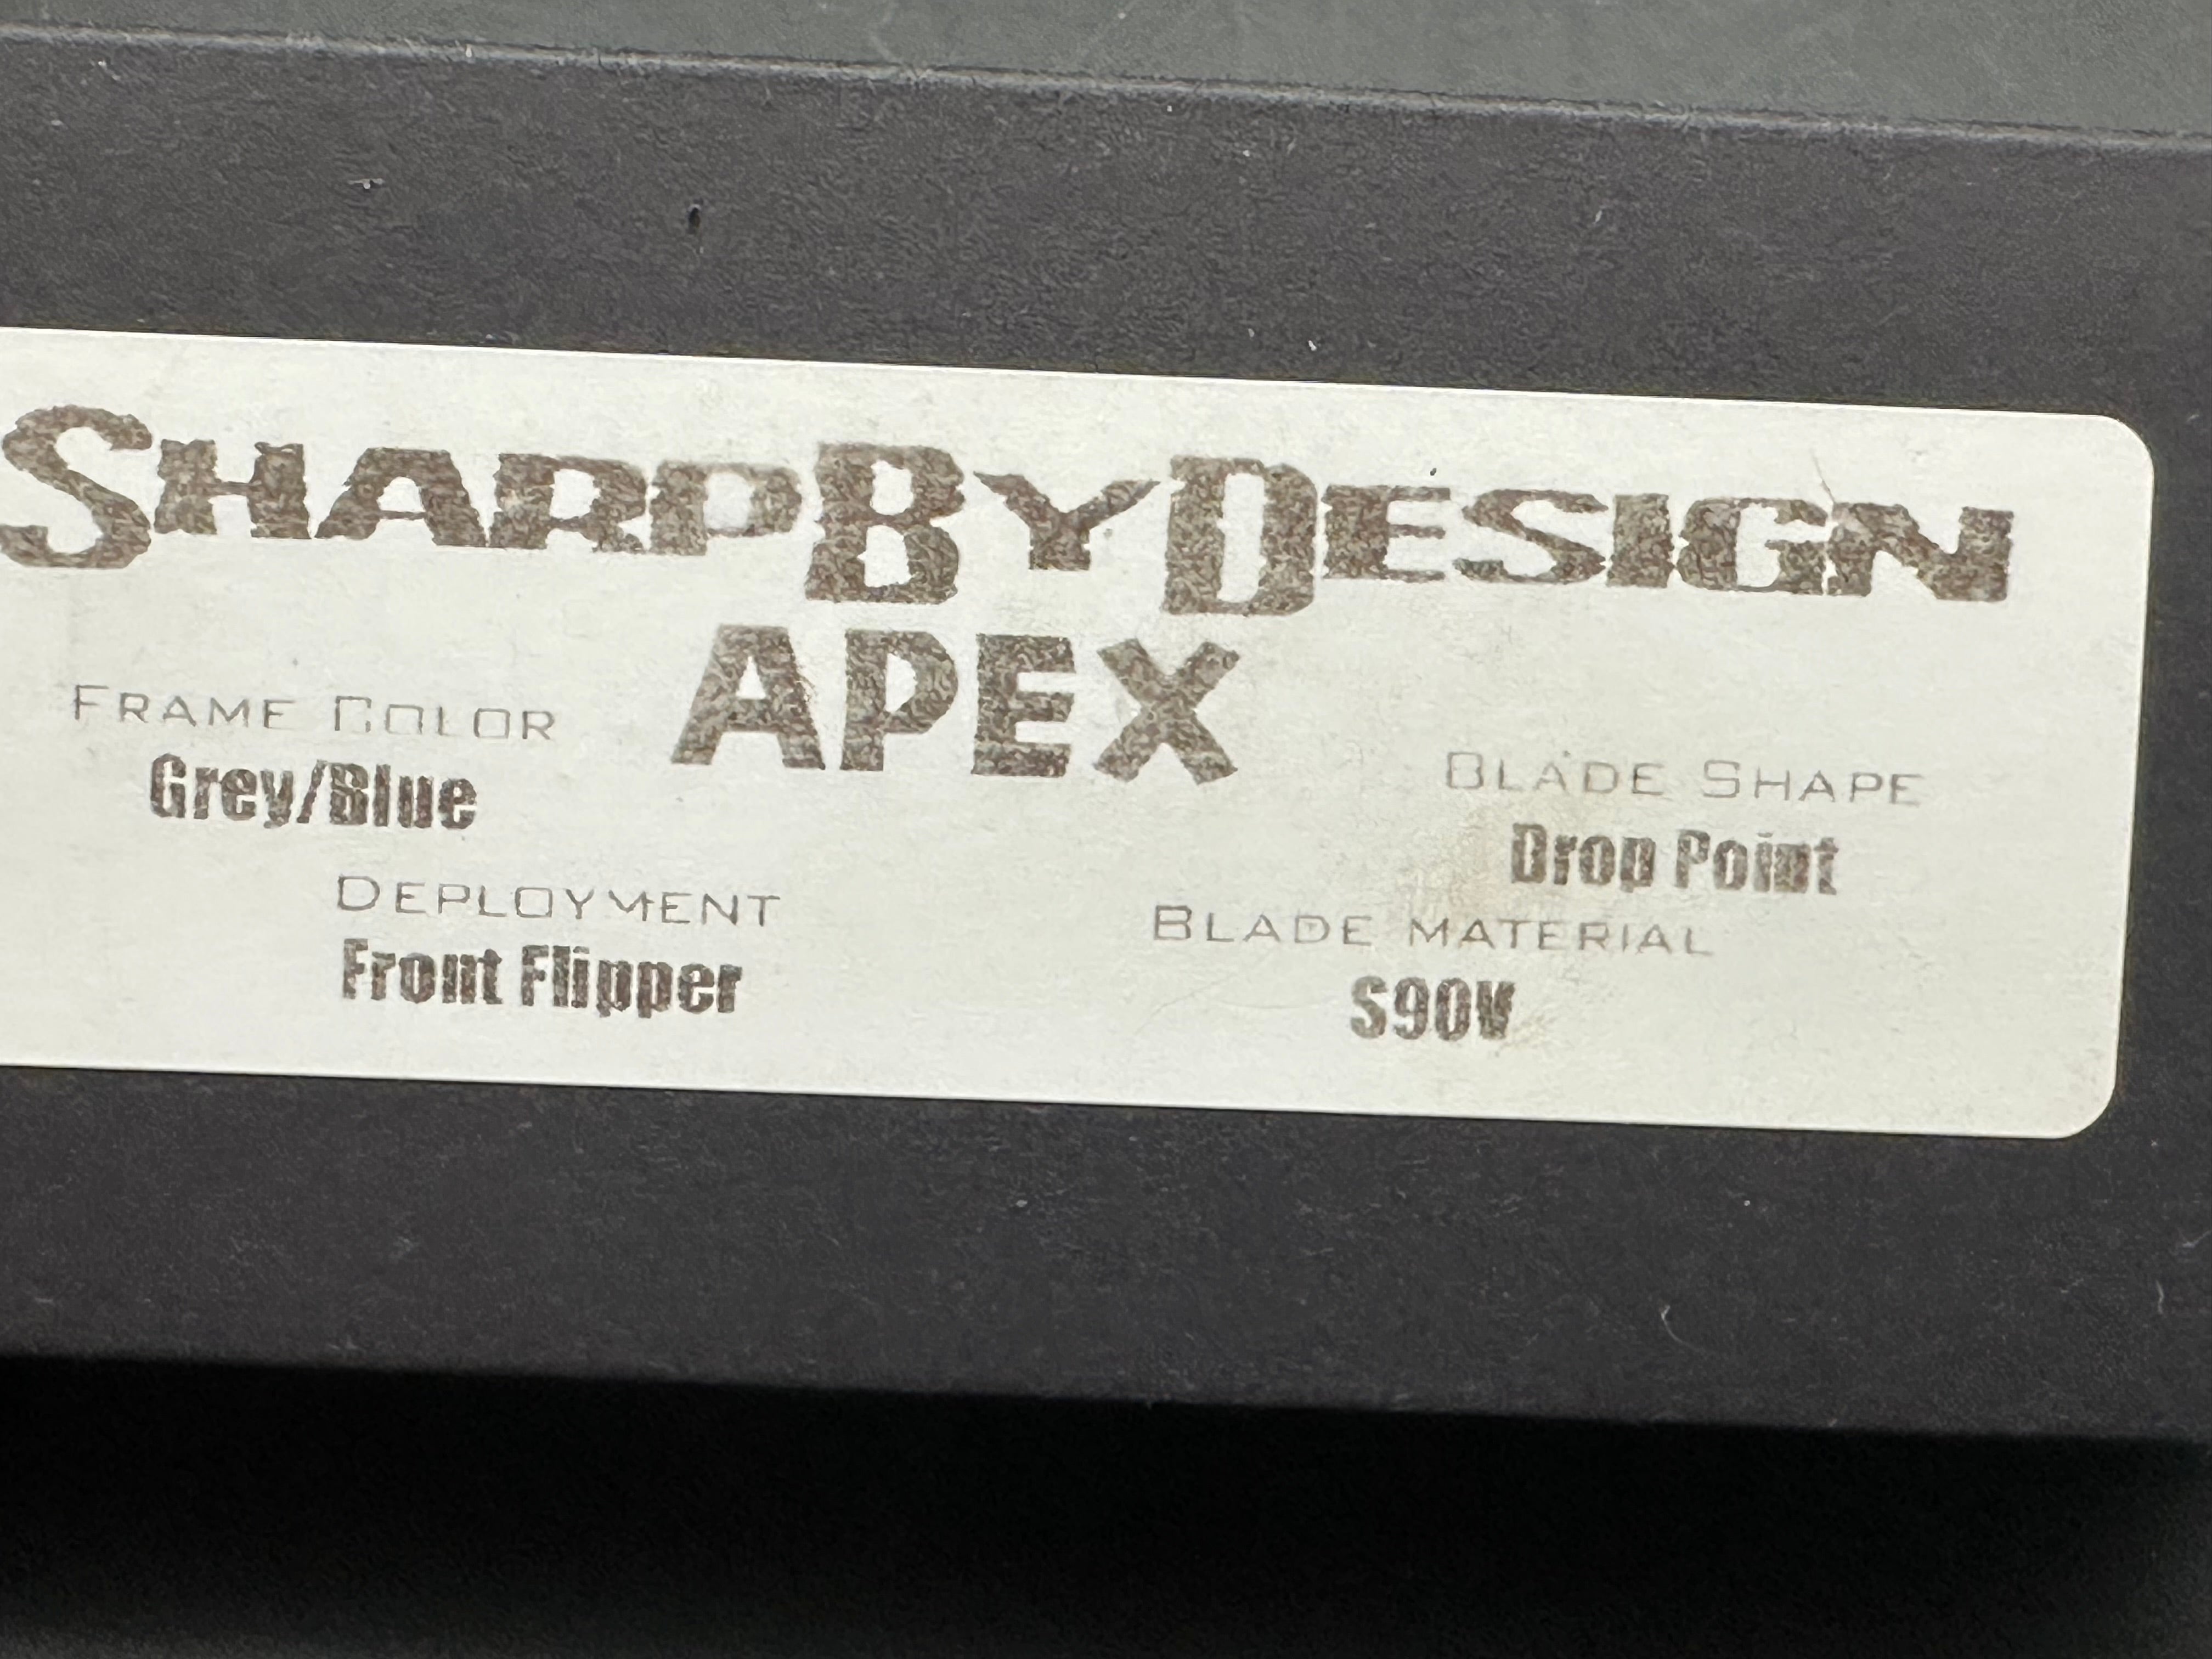 SHARPBYDESIGN
APEX
FRAME COLOR
Grey/Blue
BLADE SHAPE
Drop Point
DEPLOYMENT
Front Flipper
BLADE MATERIAL
S90V